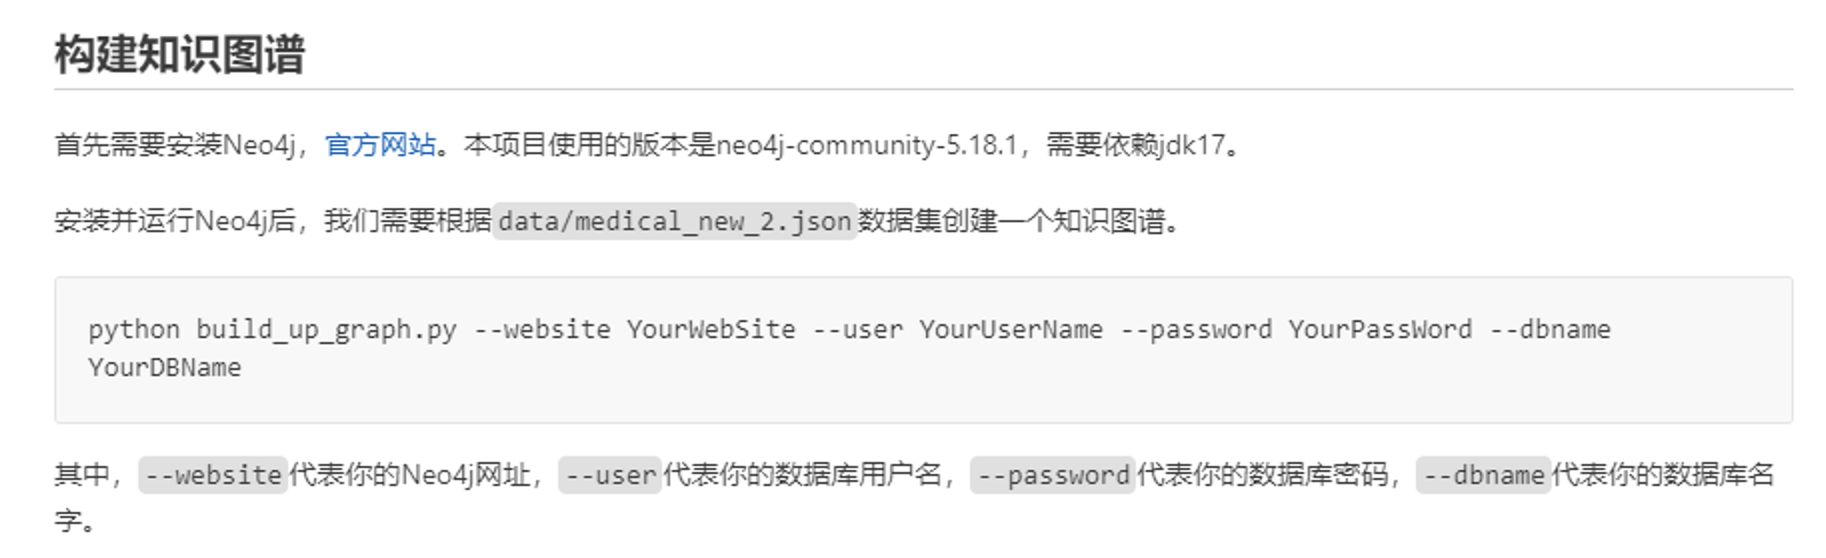 构建知识图谱
首先需要安装Neo4j，官方网站。本项目使用的版本是neo4j-community-5.18.1，需要依赖jdk17。
安装并运行Neo4j后，我们需要根据data/medical_new_2.json数据集创建一个知识图谱。
python build_up_graph.py --website YourWebSite --user YourUserName --password YourPassWord --dbname
YourDBName
其中，--website代表你的Neo4j网址，--user代表你的数据库用户名，--password代表你的数据库密码，--dbname代表你的数据库名
字。